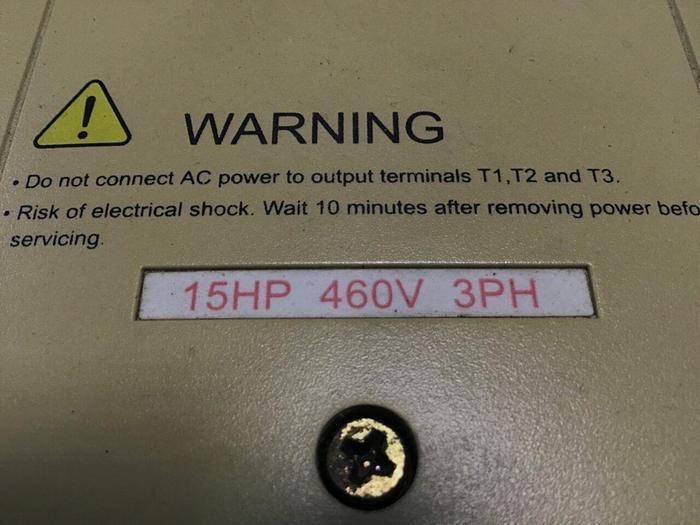 WARNING
• Do not connect AC power to output terminals T1,T2 and T3.
• Risk of electrical shock. Wait 10 minutes after removing power befo
servicing.
15HP 460V 3PH